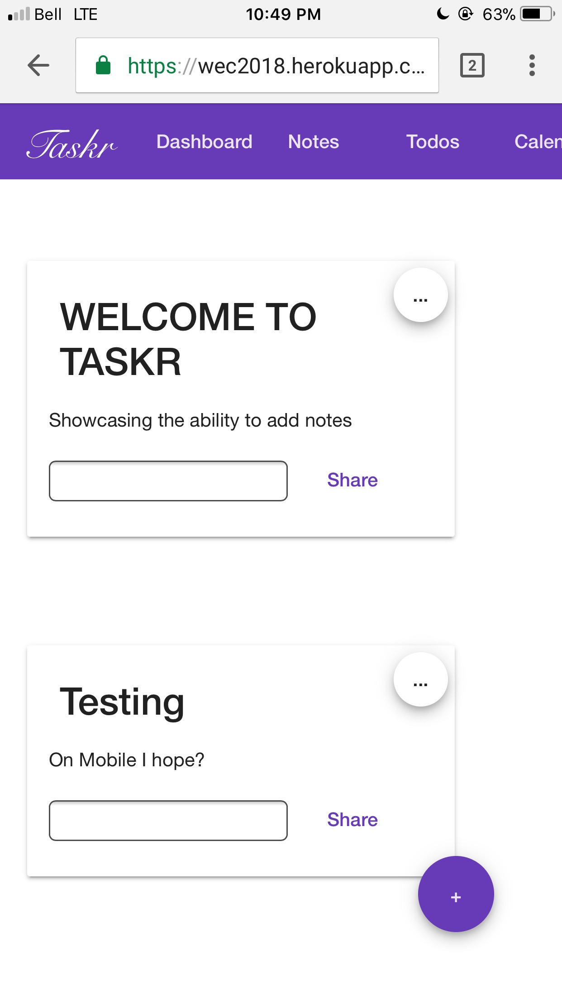 Bell LTE 10:49 PM 63%
https://wec2018.herokuapp.c... 2
Taskr Dashboard Notes Todos Calen
...
WELCOME TO
TASKR
Showcasing the ability to add notes
Share
...
Testing
On Mobile I hope?
Share
+